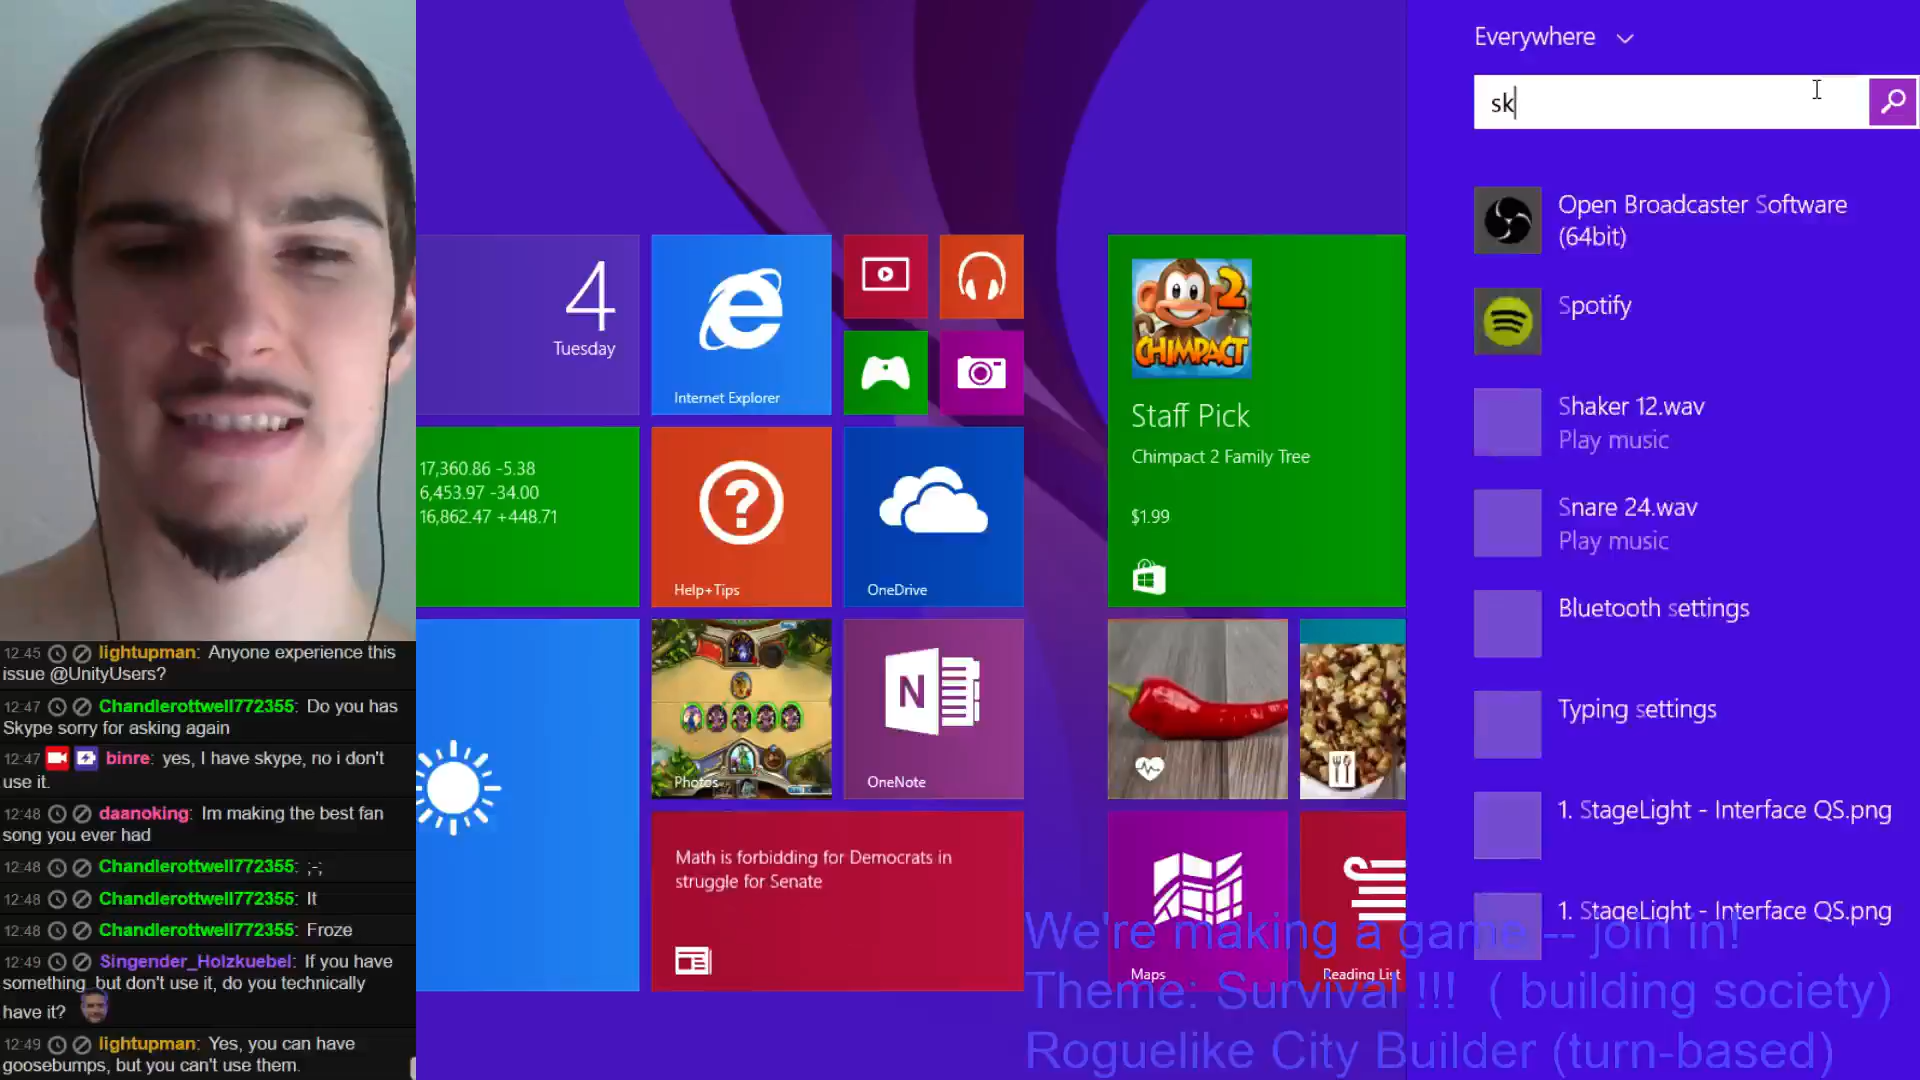 Everywhere
sk
Open Broadcaster Software
(64bit)
Spotify
Shaker 12.wav
Play music
Snare 24.wav
Play music
Bluetooth settings
Typing settings
1. StageLight - Interface QS.png
1. StageLight - Interface QS.png
4
Tuesday
Internet Explorer
2
CHIMPACT
Staff Pick
Chimpact 2 Family Tree
$1.99
17,360.86 -5.38
6,453.97 -34.00
16,862.47 +448.71
Help+Tips
OneDrive
Photos
N
OneNote
Math is forbidding for Democrats in
struggle for Senate
Maps
Reading List
We're making a game -- join in!
Theme: Survival !!! ( building society)
Roguelike City Builder (turn-based)
12:45 lightupman: Anyone experience this
issue @UnityUsers?
12:47 Chandlerottwell772355: Do you has
Skype sorry for asking again
12:47 binre: yes, I have skype, no i don't
use it.
12:48 daanoking: Im making the best fan
song you ever had
12:48 Chandlerottwell772355: ;-;
12:48 Chandlerottwell772355: It
12:48 Chandlerottwell772355: Froze
12:49 Singender_Holzkuebel: If you have
something, but don't use it, do you technically
have it?
12:49 lightupman: Yes, you can have
goosebumps, but you can't use them.